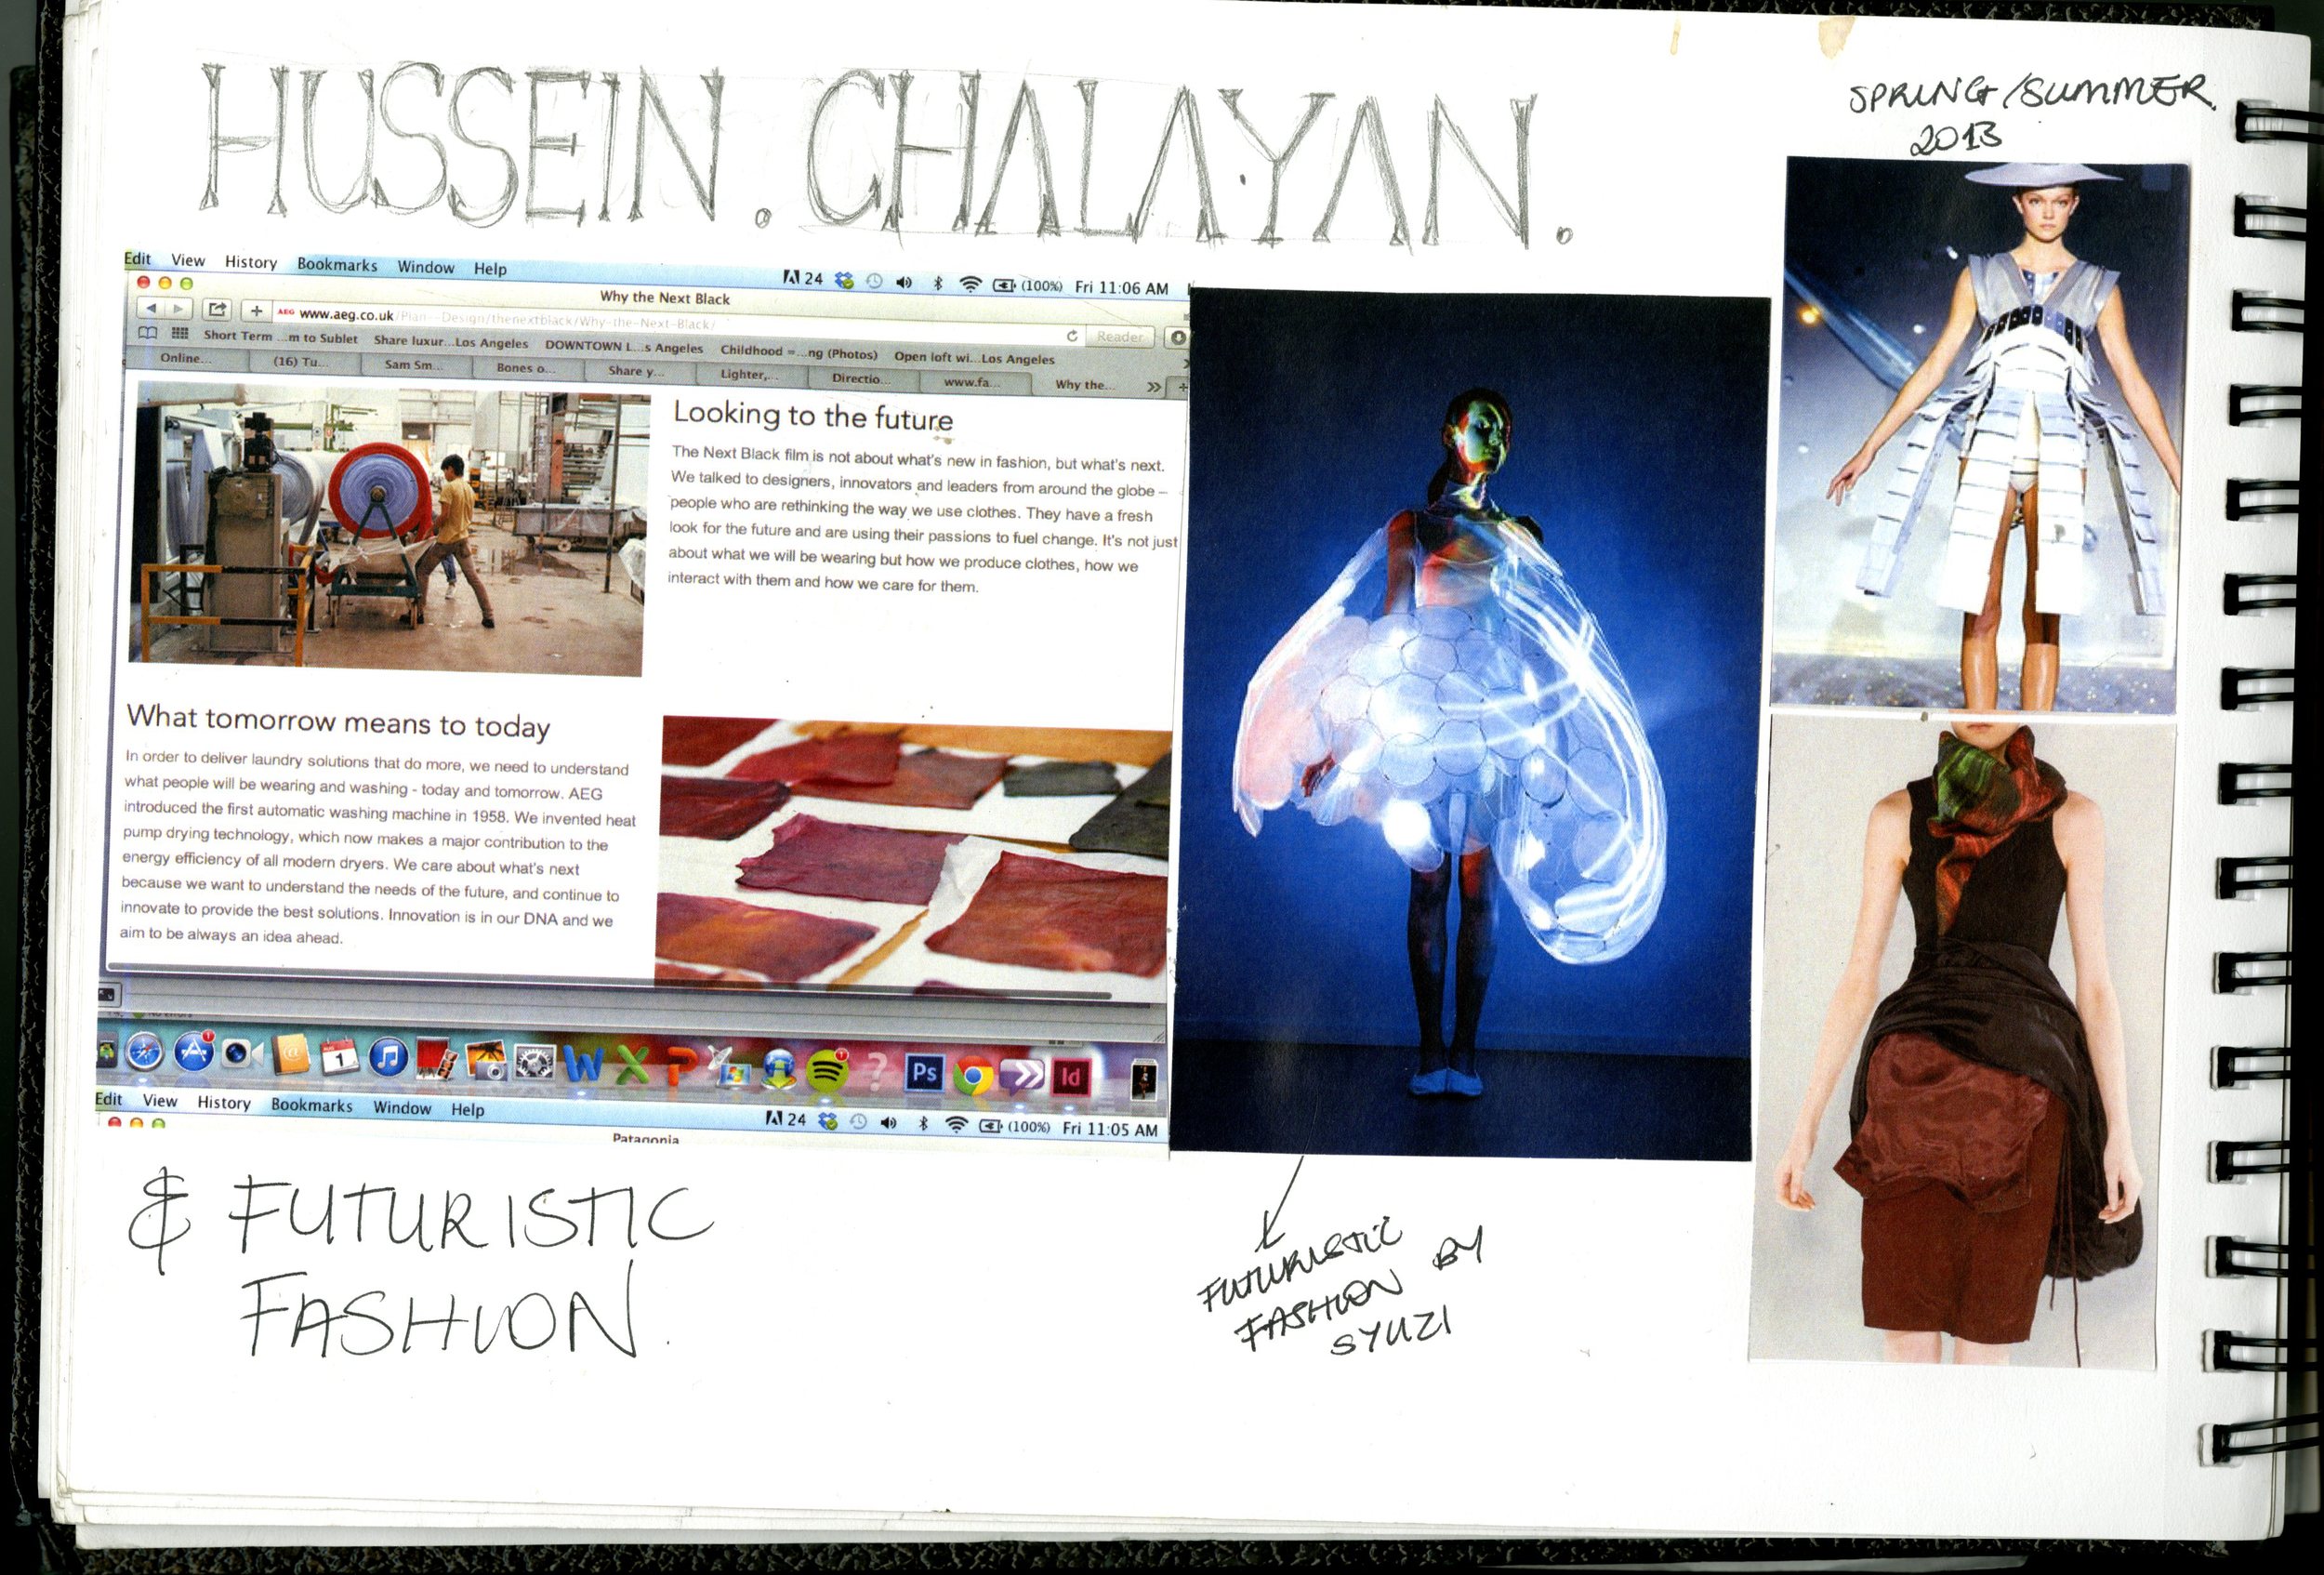 HUSSEIN. CHALAYAN.
SPRING/SUMMER.
2013
Edit View History Bookmarks Window Help
24 (100%) Fri 11:06 AM
Why the Next Black
AEG www.aeg.co.uk/Plan--Design/thenextblack/Why-the-Next-Black/
Reader
Short Term ...m to Sublet Share luxur...Los Angeles DOWNTOWN L...s Angeles Childhood =...ng (Photos) Open loft wi...Los Angeles
Online... (16) Tu... Sam Sm... Bones o... Share y... Lighter,... Directio... www.fa... Why the...
Looking to the future
The Next Black film is not about what's new in fashion, but what's next.
We talked to designers, innovators and leaders from around the globe –
people who are rethinking the way we use clothes. They have a fresh
look for the future and are using their passions to fuel change. It's not just
about what we will be wearing but how we produce clothes, how we
interact with them and how we care for them.
What tomorrow means to today
In order to deliver laundry solutions that do more, we need to understand
what people will be wearing and washing - today and tomorrow. AEG
introduced the first automatic washing machine in 1958. We invented heat
pump drying technology, which now makes a major contribution to the
energy efficiency of all modern dryers. We care about what's next
because we want to understand the needs of the future, and continue to
innovate to provide the best solutions. Innovation is in our DNA and we
aim to be always an idea ahead.
1 W X P ? Ps Id
Edit View History Bookmarks Window Help
24 (100%) Fri 11:05 AM
Patagonia
& FUTURISTIC
FASHION.
FUTURISTIC
FASHION BY
SYUZI